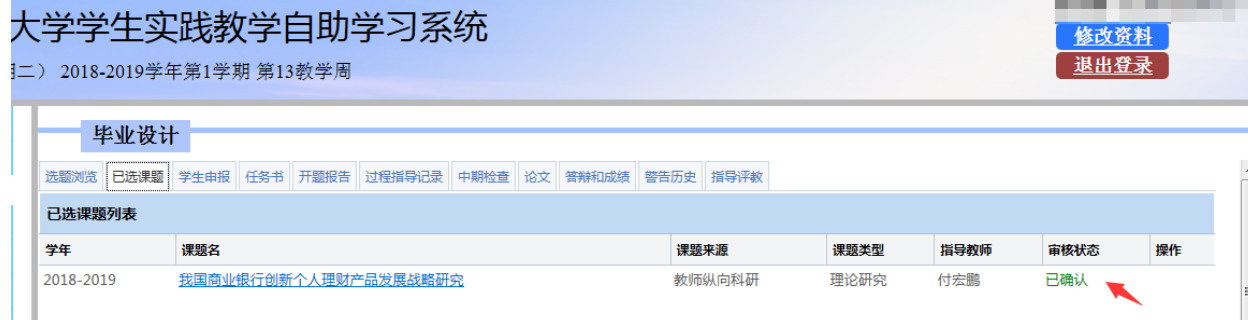 大学学生实践教学自助学习系统
修改资料
二） 2018-2019学年第1学期 第13教学周
退出登录
毕业设计
选题浏览 已选课题 学生申报 任务书 开题报告 过程指导记录 中期检查 论文 答辩和成绩 警告历史 指导评教
已选课题列表
学年 课题名 课题来源 课题类型 指导教师 审核状态 操作
2018-2019 我国商业银行创新个人理财产品发展战略研究 教师纵向科研 理论研究 付宏鹏 已确认